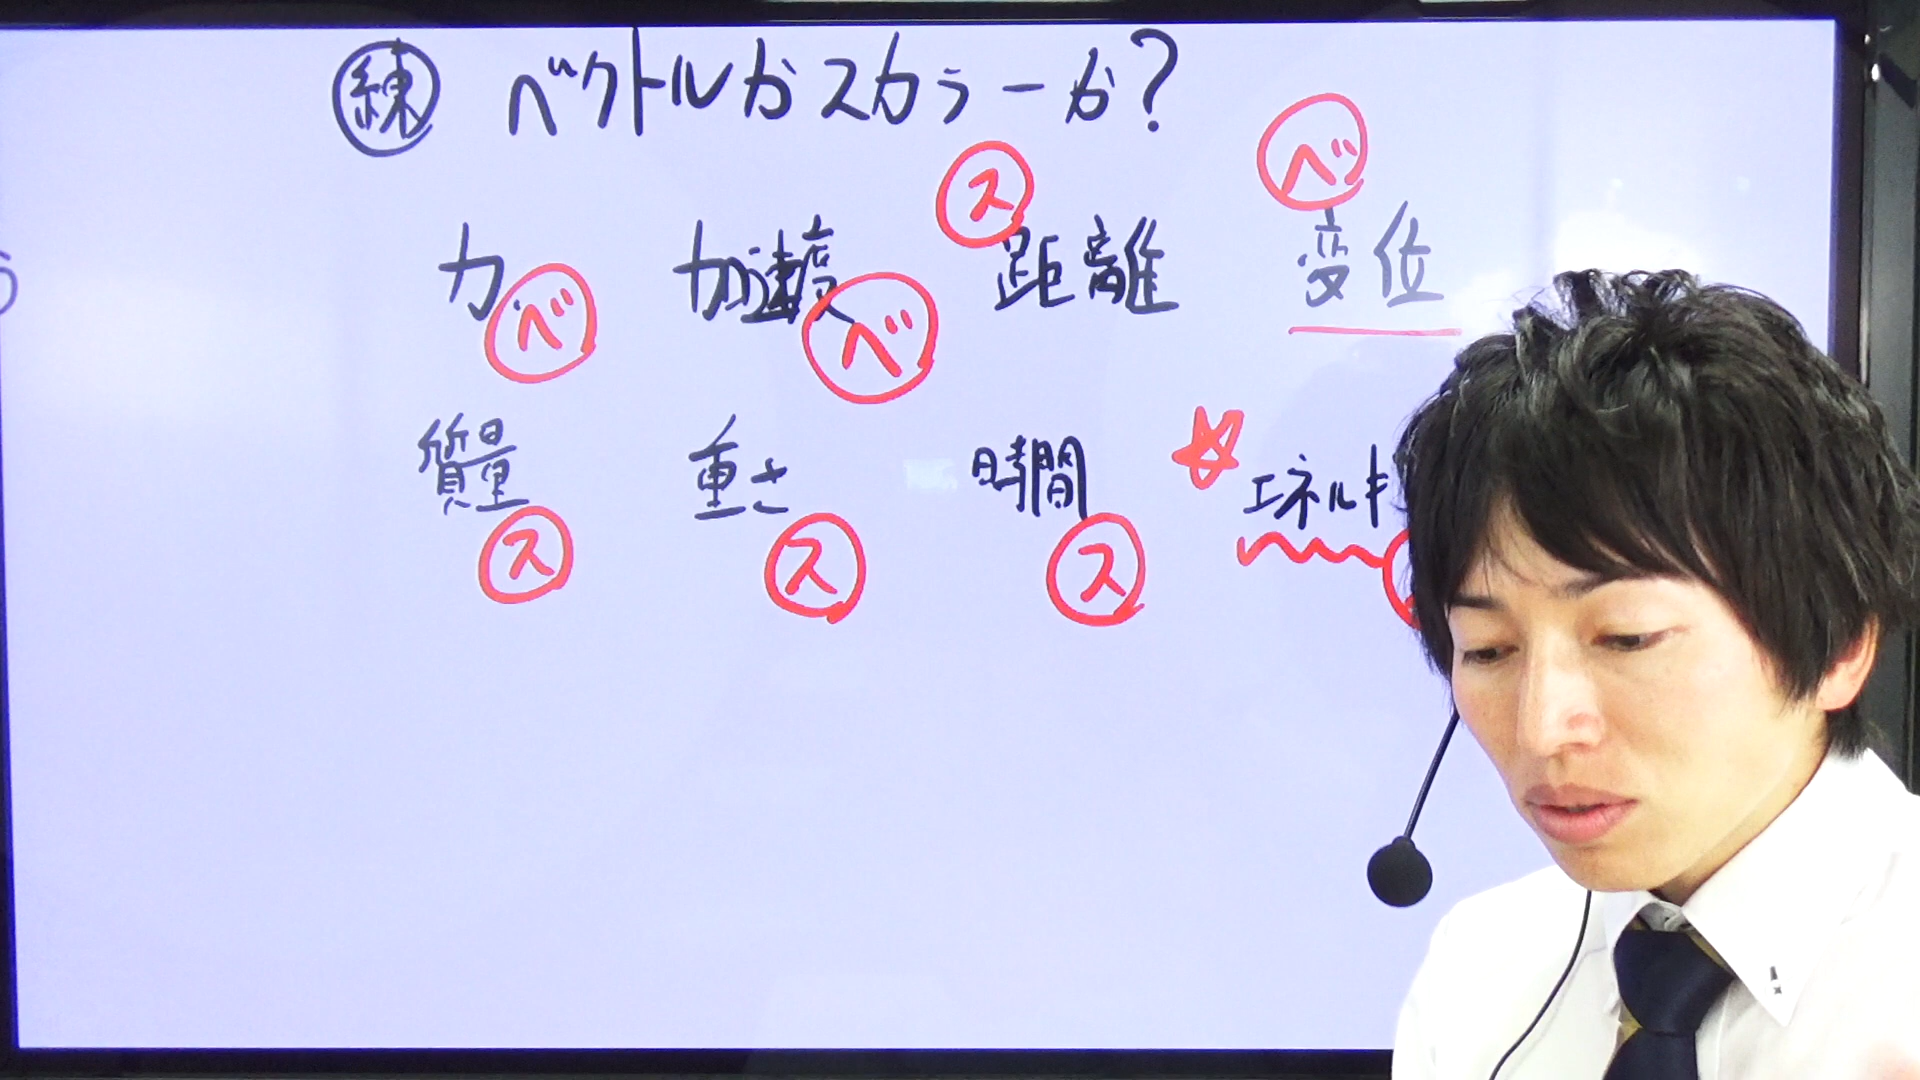 練 ベクトルかスカラーか?
ス ベ
力 加速度 距離 変位
ベ ベ
質量 重さ 時間 エネルギ
ス ス ス